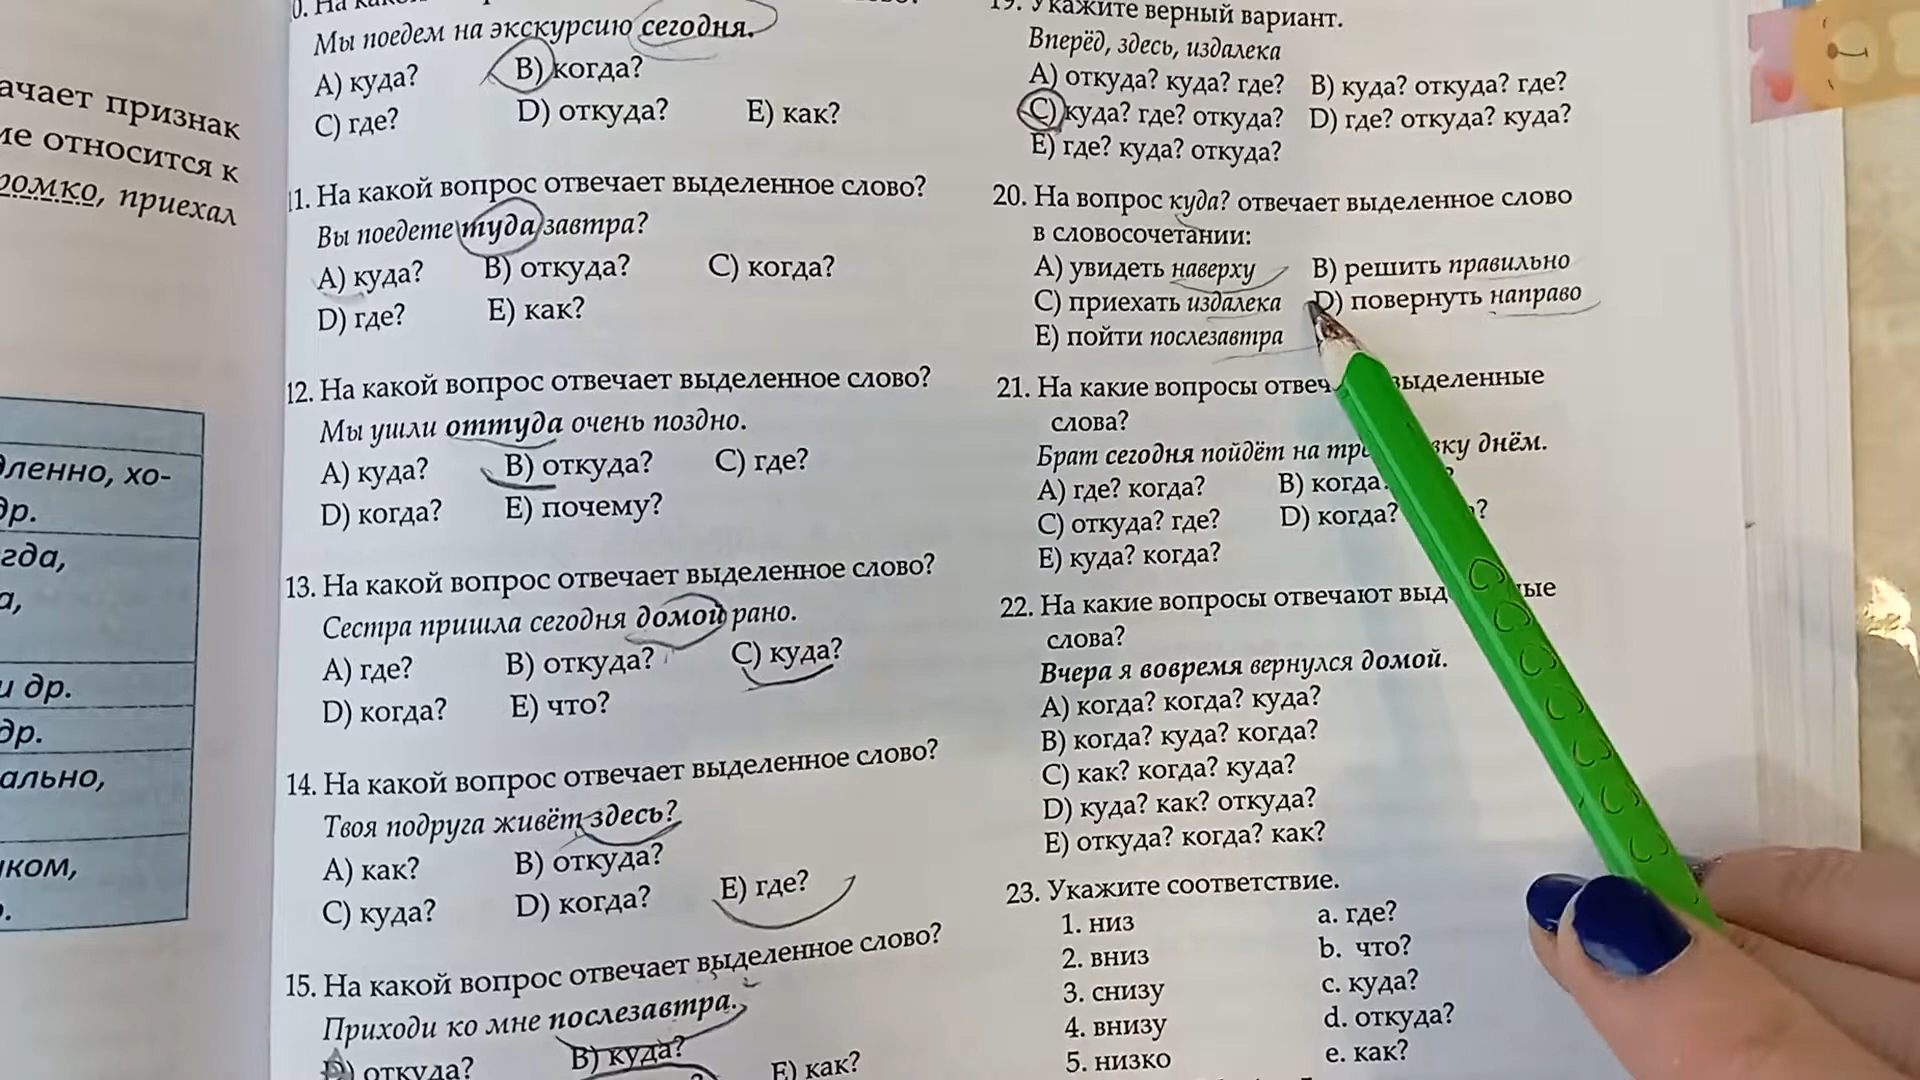 ачает признак
ие относится к
ромко, приехал
дленно, хо-
др.
гда,
а,
и др.
др.
ально,
ком,
Мы поедем на экскурсию сегодня.
A) куда? B) когда?
C) где? D) откуда? E) как?
11. На какой вопрос отвечает выделенное слово?
Вы поедете туда завтра?
A) куда? B) откуда? C) когда?
D) где? E) как?
12. На какой вопрос отвечает выделенное слово?
Мы ушли оттуда очень поздно.
A) куда? B) откуда? C) где?
D) когда? E) почему?
13. На какой вопрос отвечает выделенное слово?
Сестра пришла сегодня домой рано.
A) где? B) откуда? C) куда?
D) когда? E) что?
14. На какой вопрос отвечает выделенное слово?
Твоя подруга живёт здесь?
A) как? B) откуда?
C) куда? D) когда? E) где?
15. На какой вопрос отвечает выделенное слово?
Приходи ко мне послезавтра.
откуда? B) куда? E) как?
19. Укажите верный вариант.
Вперёд, здесь, издалека
A) откуда? куда? где? B) куда? откуда? где?
C) куда? где? откуда? D) где? откуда? куда?
E) где? куда? откуда?
20. На вопрос куда? отвечает выделенное слово
в словосочетании:
A) увидеть наверху B) решить правильно
C) приехать издалека D) повернуть направо
E) пойти послезавтра
21. На какие вопросы отвеч выделенные
слова?
Брат сегодня пойдёт на тре вку днём.
A) где? когда? B) когда ?
C) откуда? где? D) когда? ?
E) куда? когда?
22. На какие вопросы отвечают выд ые
слова?
Вчера я вовремя вернулся домой.
A) когда? когда? куда?
B) когда? куда? когда?
C) как? когда? куда?
D) куда? как? откуда?
E) откуда? когда? как?
23. Укажите соответствие.
1. низ a. где?
2. вниз b. что?
3. снизу c. куда?
4. внизу d. откуда?
5. низко e. как?